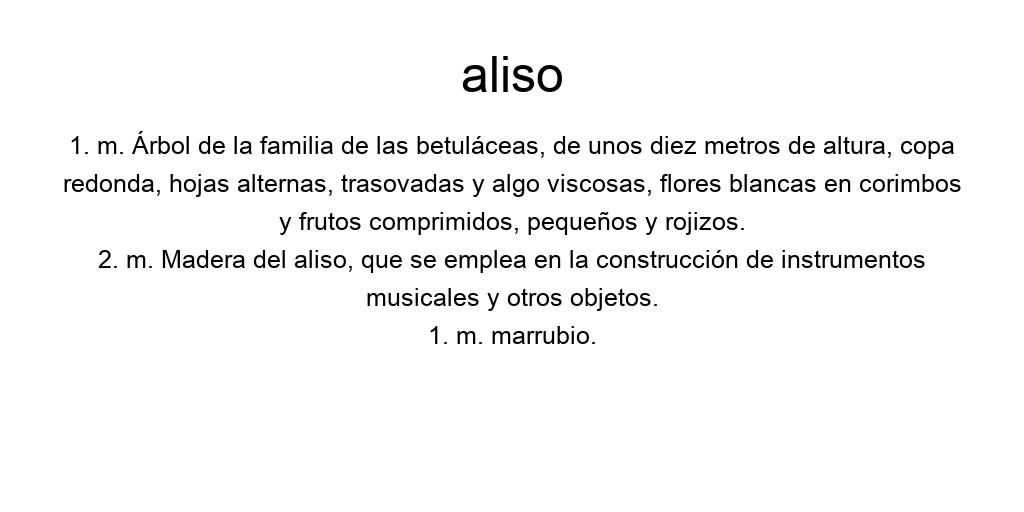 aliso
1. m. Árbol de la familia de las betuláceas, de unos diez metros de altura, copa
redonda, hojas alternas, trasovadas y algo viscosas, flores blancas en corimbos
y frutos comprimidos, pequeños y rojizos.
2. m. Madera del aliso, que se emplea en la construcción de instrumentos
musicales y otros objetos.
1. m. marrubio.